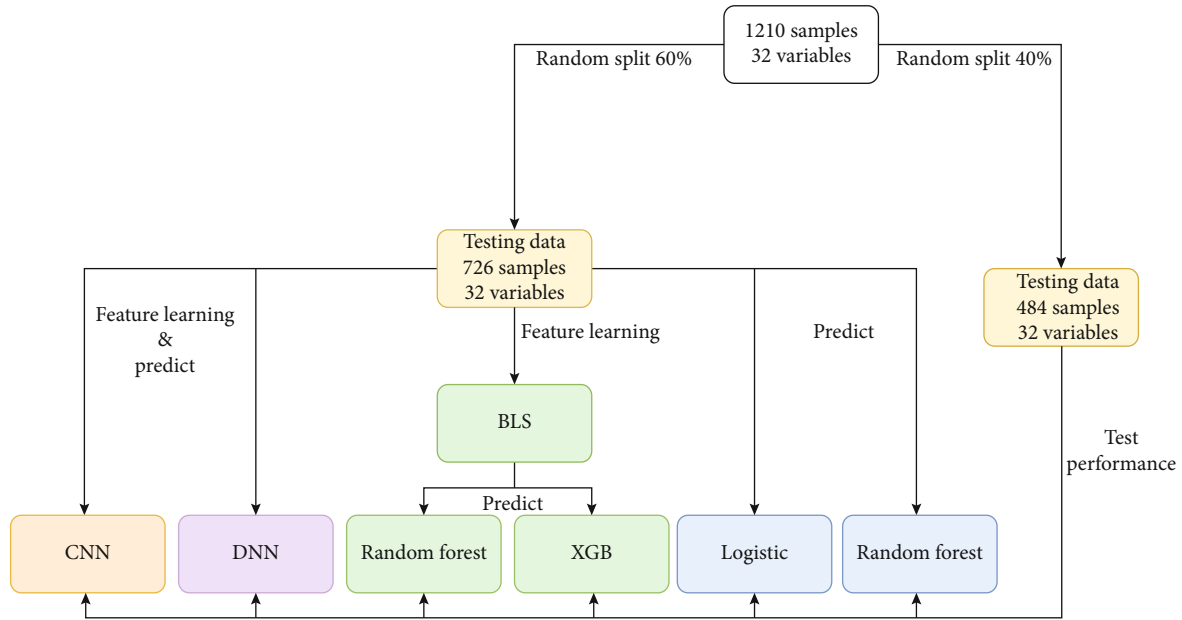 1210 samples
32 variables
Random split 60%
Random split 40%
Testing data
726 samples
32 variables
Testing data
484 samples
32 variables
Feature learning
&
predict
Feature learning
Predict
BLS
Test
performance
Predict
CNN
DNN
Random forest
XGB
Logistic
Random forest